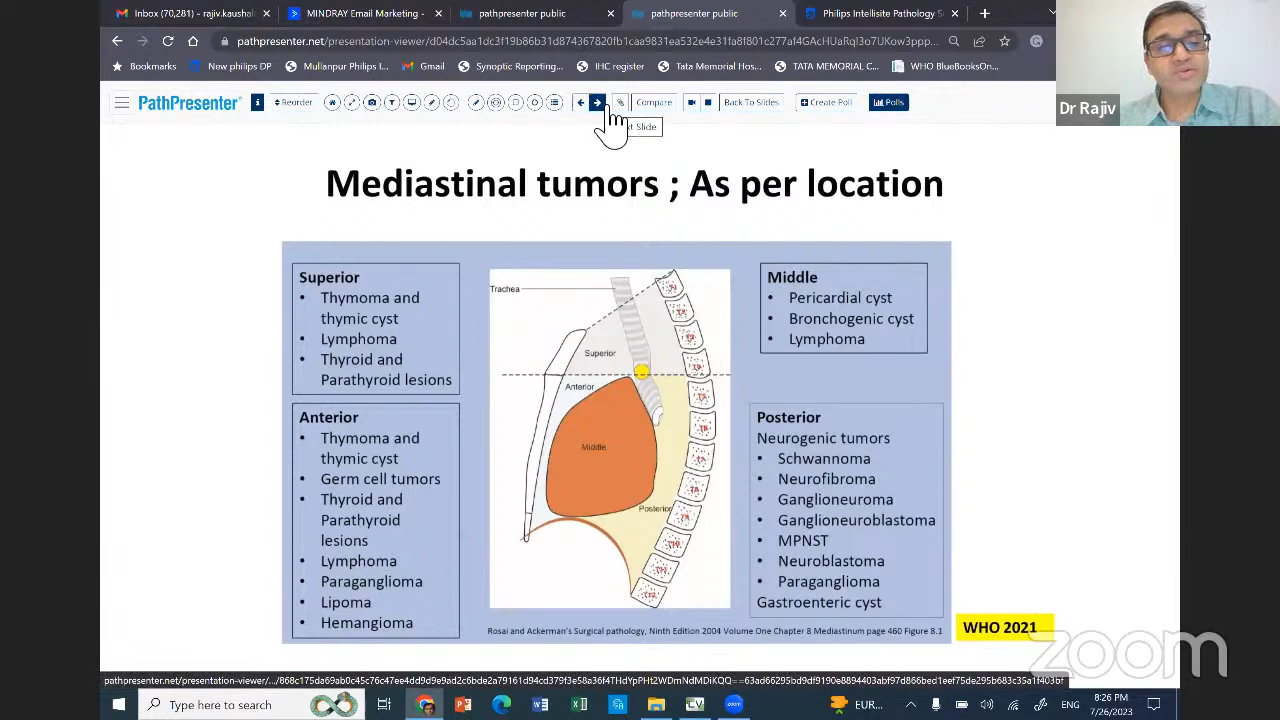 Inbox (70,281) - rajiv.kaushal
MINDRAY Email Marketing -
pathpresenter public
pathpresenter public
Philips Intellisite Pathology S
pathpresenter.net/presentation-viewer/
Bookmarks
New philips DP
Mullanpur Philips I...
Gmail
Synoptic Reporting...
IHC register
Tata Memorial Hos...
TATA MEMORIAL C...
WHO BlueBooksOn...
PathPresenter
Reorder
Compare
Back To Slides
Create Poll
Polls
Slide
Dr Rajiv
Mediastinal tumors ; As per location
Superior
• Thymoma and
thymic cyst
• Lymphoma
• Thyroid and
Parathyroid lesions
Anterior
• Thymoma and
thymic cyst
• Germ cell tumors
• Thyroid and
Parathyroid
lesions
• Lymphoma
• Paraganglioma
• Lipoma
• Hemangioma
Trachea
Superior
Anterior
Middle
Posterior
Middle
• Pericardial cyst
• Bronchogenic cyst
• Lymphoma
Posterior
Neurogenic tumors
• Schwannoma
• Neurofibroma
• Ganglioneuroma
• Ganglioneuroblastoma
• MPNST
• Neuroblastoma
• Paraganglioma
Gastroenteric cyst
Rosai and Ackerman's Surgical pathology, Ninth Edition 2004 Volume One Chapter 8 Mediastinum page 460 Figure 8.1
WHO 2021
zoom
Type here to search
EUR...
ENG
8:26 PM
7/26/2023